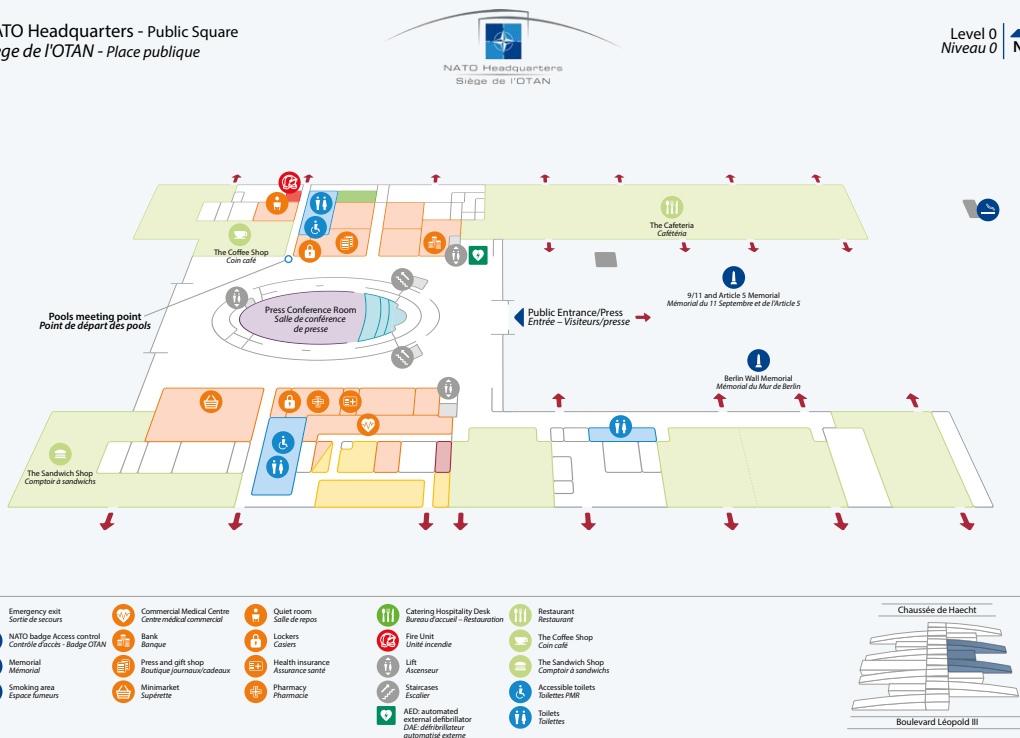 ATO Headquarters - Public Square
ège de l'OTAN - Place publique
NATO Headquarters
Siège de l'OTAN
Level 0
Niveau 0
N
The Coffee Shop
Coin café
The Cafeteria
Cafétéria
9/11 and Article 5 Memorial
Mémorial du 11 Septembre et de l'Article 5
Pools meeting point
Point de départ des pools
Press Conference Room
Salle de conférence
de presse
Public Entrance/Press
Entrée – Visiteurs/presse
Berlin Wall Memorial
Mémorial du Mur de Berlin
The Sandwich Shop
Comptoir à sandwichs
Emergency exit
Sortie de secours
NATO badge Access control
Contrôle d'accès - Badge OTAN
Memorial
Mémorial
Smoking area
Espace fumeurs
Commercial Medical Centre
Centre médical commercial
Bank
Banque
Press and gift shop
Boutique journaux/cadeaux
Minimarket
Supérette
Quiet room
Salle de repos
Lockers
Casiers
Health insurance
Assurance santé
Pharmacy
Pharmacie
Catering Hospitality Desk
Bureau d'accueil – Restauration
Fire Unit
Unité incendie
Lift
Ascenseur
Staircases
Escalier
AED: automated
external defibrillator
DAE: défibrillateur
automatisé externe
Restaurant
Restaurant
The Coffee Shop
Coin café
The Sandwich Shop
Comptoir à sandwichs
Accessible toilets
Toilettes PMR
Toilets
Toilettes
Chaussée de Haecht
Boulevard Léopold III